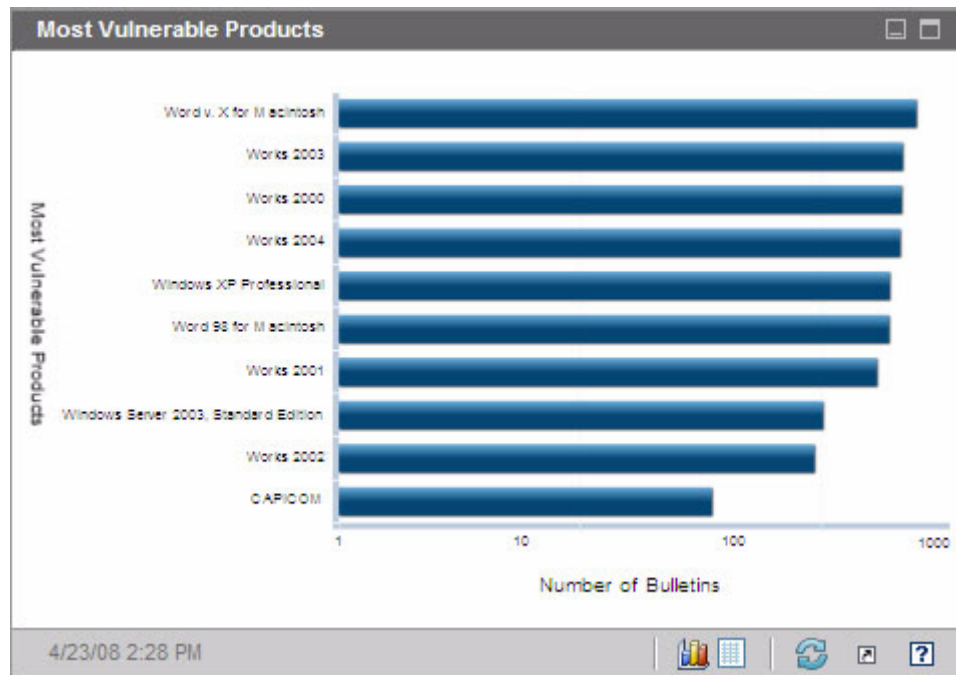 Most Vulnerable Products
Most Vulnerable Products
Word v. X for Macintosh
Works 2003
Works 2000
Works 2004
Windows XP Professional
Word 98 for Macintosh
Works 2001
Windows Server 2003, Standard Edition
Works 2002
CAPICOM
1 10 100 1000
Number of Bulletins
4/23/08 2:28 PM
?